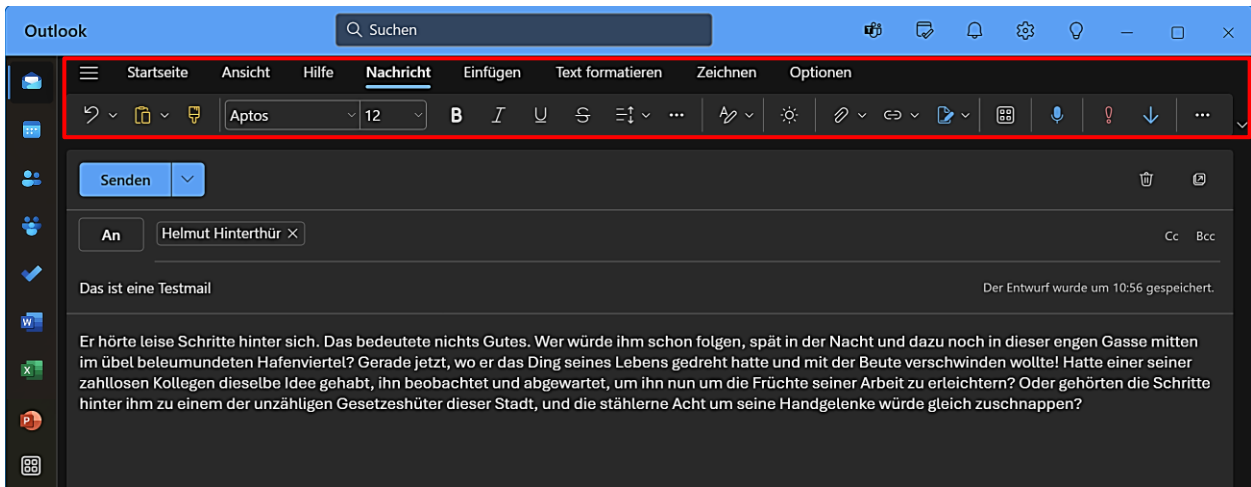 Outlook
Suchen
Startseite Ansicht Hilfe Nachricht Einfügen Text formatieren Zeichnen Optionen
Aptos 12 B I U S
Senden
An Helmut Hinterthür Cc Bcc
Das ist eine Testmail Der Entwurf wurde um 10:56 gespeichert.
Er hörte leise Schritte hinter sich. Das bedeutete nichts Gutes. Wer würde ihm schon folgen, spät in der Nacht und dazu noch in dieser engen Gasse mitten
im übel beleumundeten Hafenviertel? Gerade jetzt, wo er das Ding seines Lebens gedreht hatte und mit der Beute verschwinden wollte! Hatte einer seiner
zahllosen Kollegen dieselbe Idee gehabt, ihn beobachtet und abgewartet, um ihn nun um die Früchte seiner Arbeit zu erleichtern? Oder gehörten die Schritte
hinter ihm zu einem der unzähligen Gesetzeshüter dieser Stadt, und die stählerne Acht um seine Handgelenke würde gleich zuschnappen?